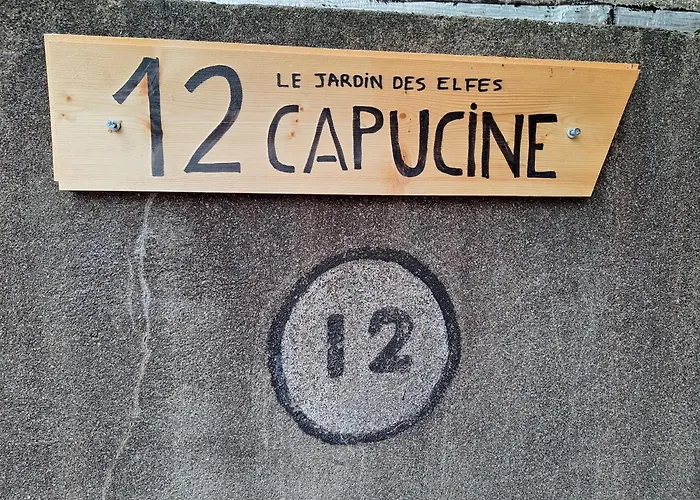 LE JARDIN DES ELFES
12 CAPUCINE
12